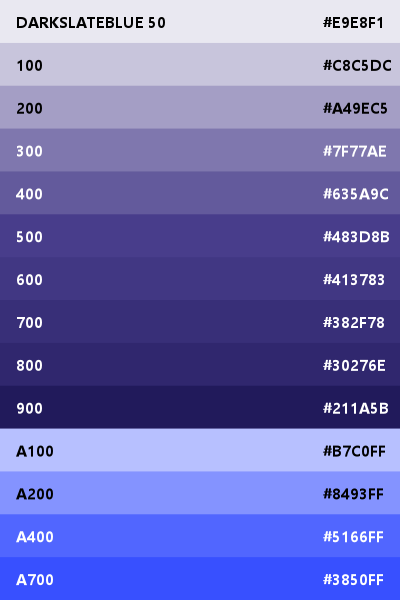 DARKSLATEBLUE 50 #E9E8F1
100 #C8C5DC
200 #A49EC5
300 #7F77AE
400 #635A9C
500 #483D8B
600 #413783
700 #382F78
800 #30276E
900 #211A5B
A100 #B7C0FF
A200 #8493FF
A400 #5166FF
A700 #3850FF